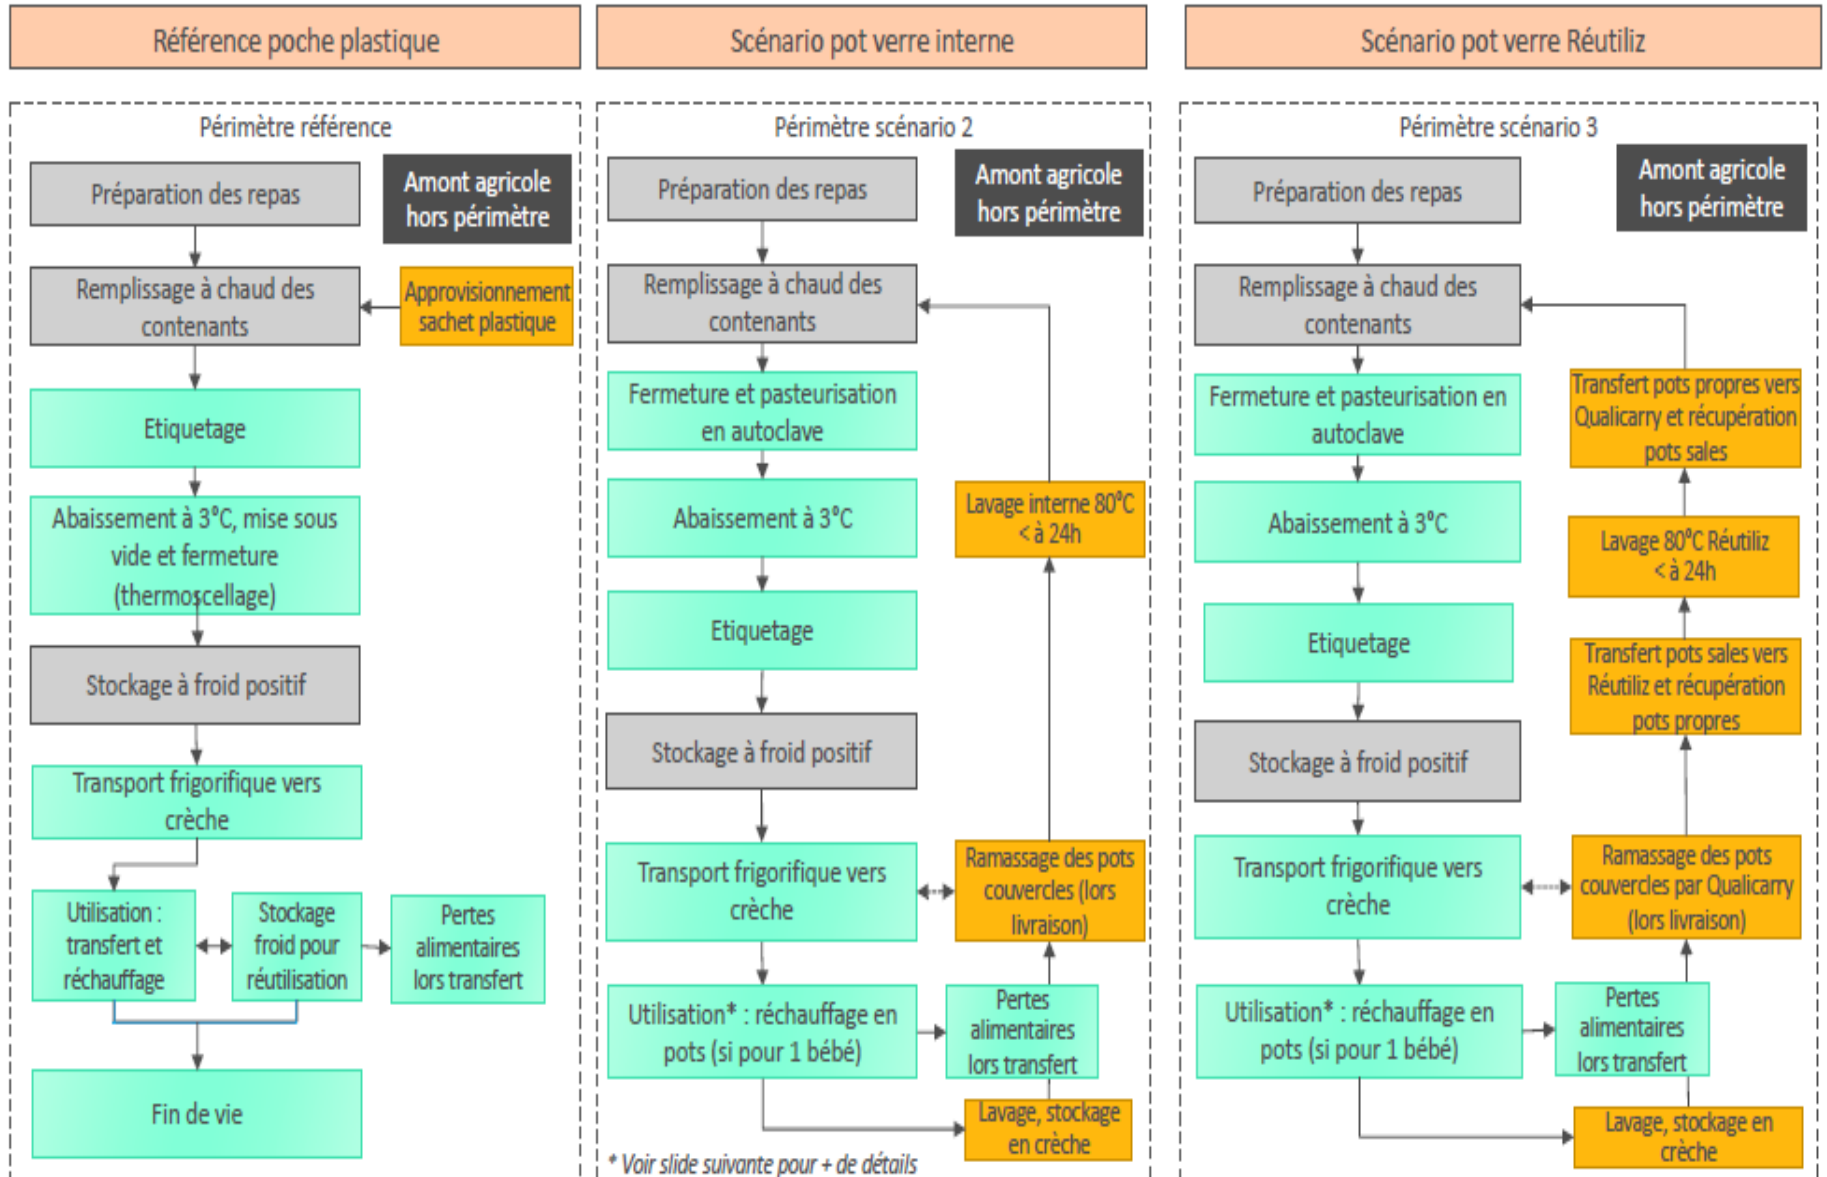 Référence poche plastique
Périmètre référence
Préparation des repas
Amont agricole
hors périmètre
Remplissage à chaud des
contenants
Approvisionnement
sachet plastique
Etiquetage
Abaissement à 3°C, mise sous
vide et fermeture
(thermoscellage)
Stockage à froid positif
Transport frigorifique vers
crèche
Utilisation :
transfert et
réchauffage
Stockage
froid pour
réutilisation
Pertes
alimentaires
lors transfert
Fin de vie
Scénario pot verre interne
Périmètre scénario 2
Préparation des repas
Amont agricole
hors périmètre
Remplissage à chaud des
contenants
Fermeture et pasteurisation
en autoclave
Abaissement à 3°C
Lavage interne 80°C
< à 24h
Etiquetage
Stockage à froid positif
Transport frigorifique vers
crèche
Ramassage des pots
couvercles (lors
livraison)
Utilisation* : réchauffage en
pots (si pour 1 bébé)
Pertes
alimentaires
lors transfert
Lavage, stockage
en crèche
* Voir slide suivante pour + de détails
Scénario pot verre Réutiliz
Périmètre scénario 3
Préparation des repas
Amont agricole
hors périmètre
Remplissage à chaud des
contenants
Fermeture et pasteurisation en
autoclave
Transfert pots propres vers
Qualicarry et récupération
pots sales
Abaissement à 3°C
Lavage 80°C Réutiliz
< à 24h
Etiquetage
Transfert pots sales vers
Réutiliz et récupération
pots propres
Stockage à froid positif
Transport frigorifique vers
crèche
Ramassage des pots
couvercles par Qualicarry
(lors livraison)
Utilisation* : réchauffage en
pots (si pour 1 bébé)
Pertes
alimentaires
lors transfert
Lavage, stockage en
crèche